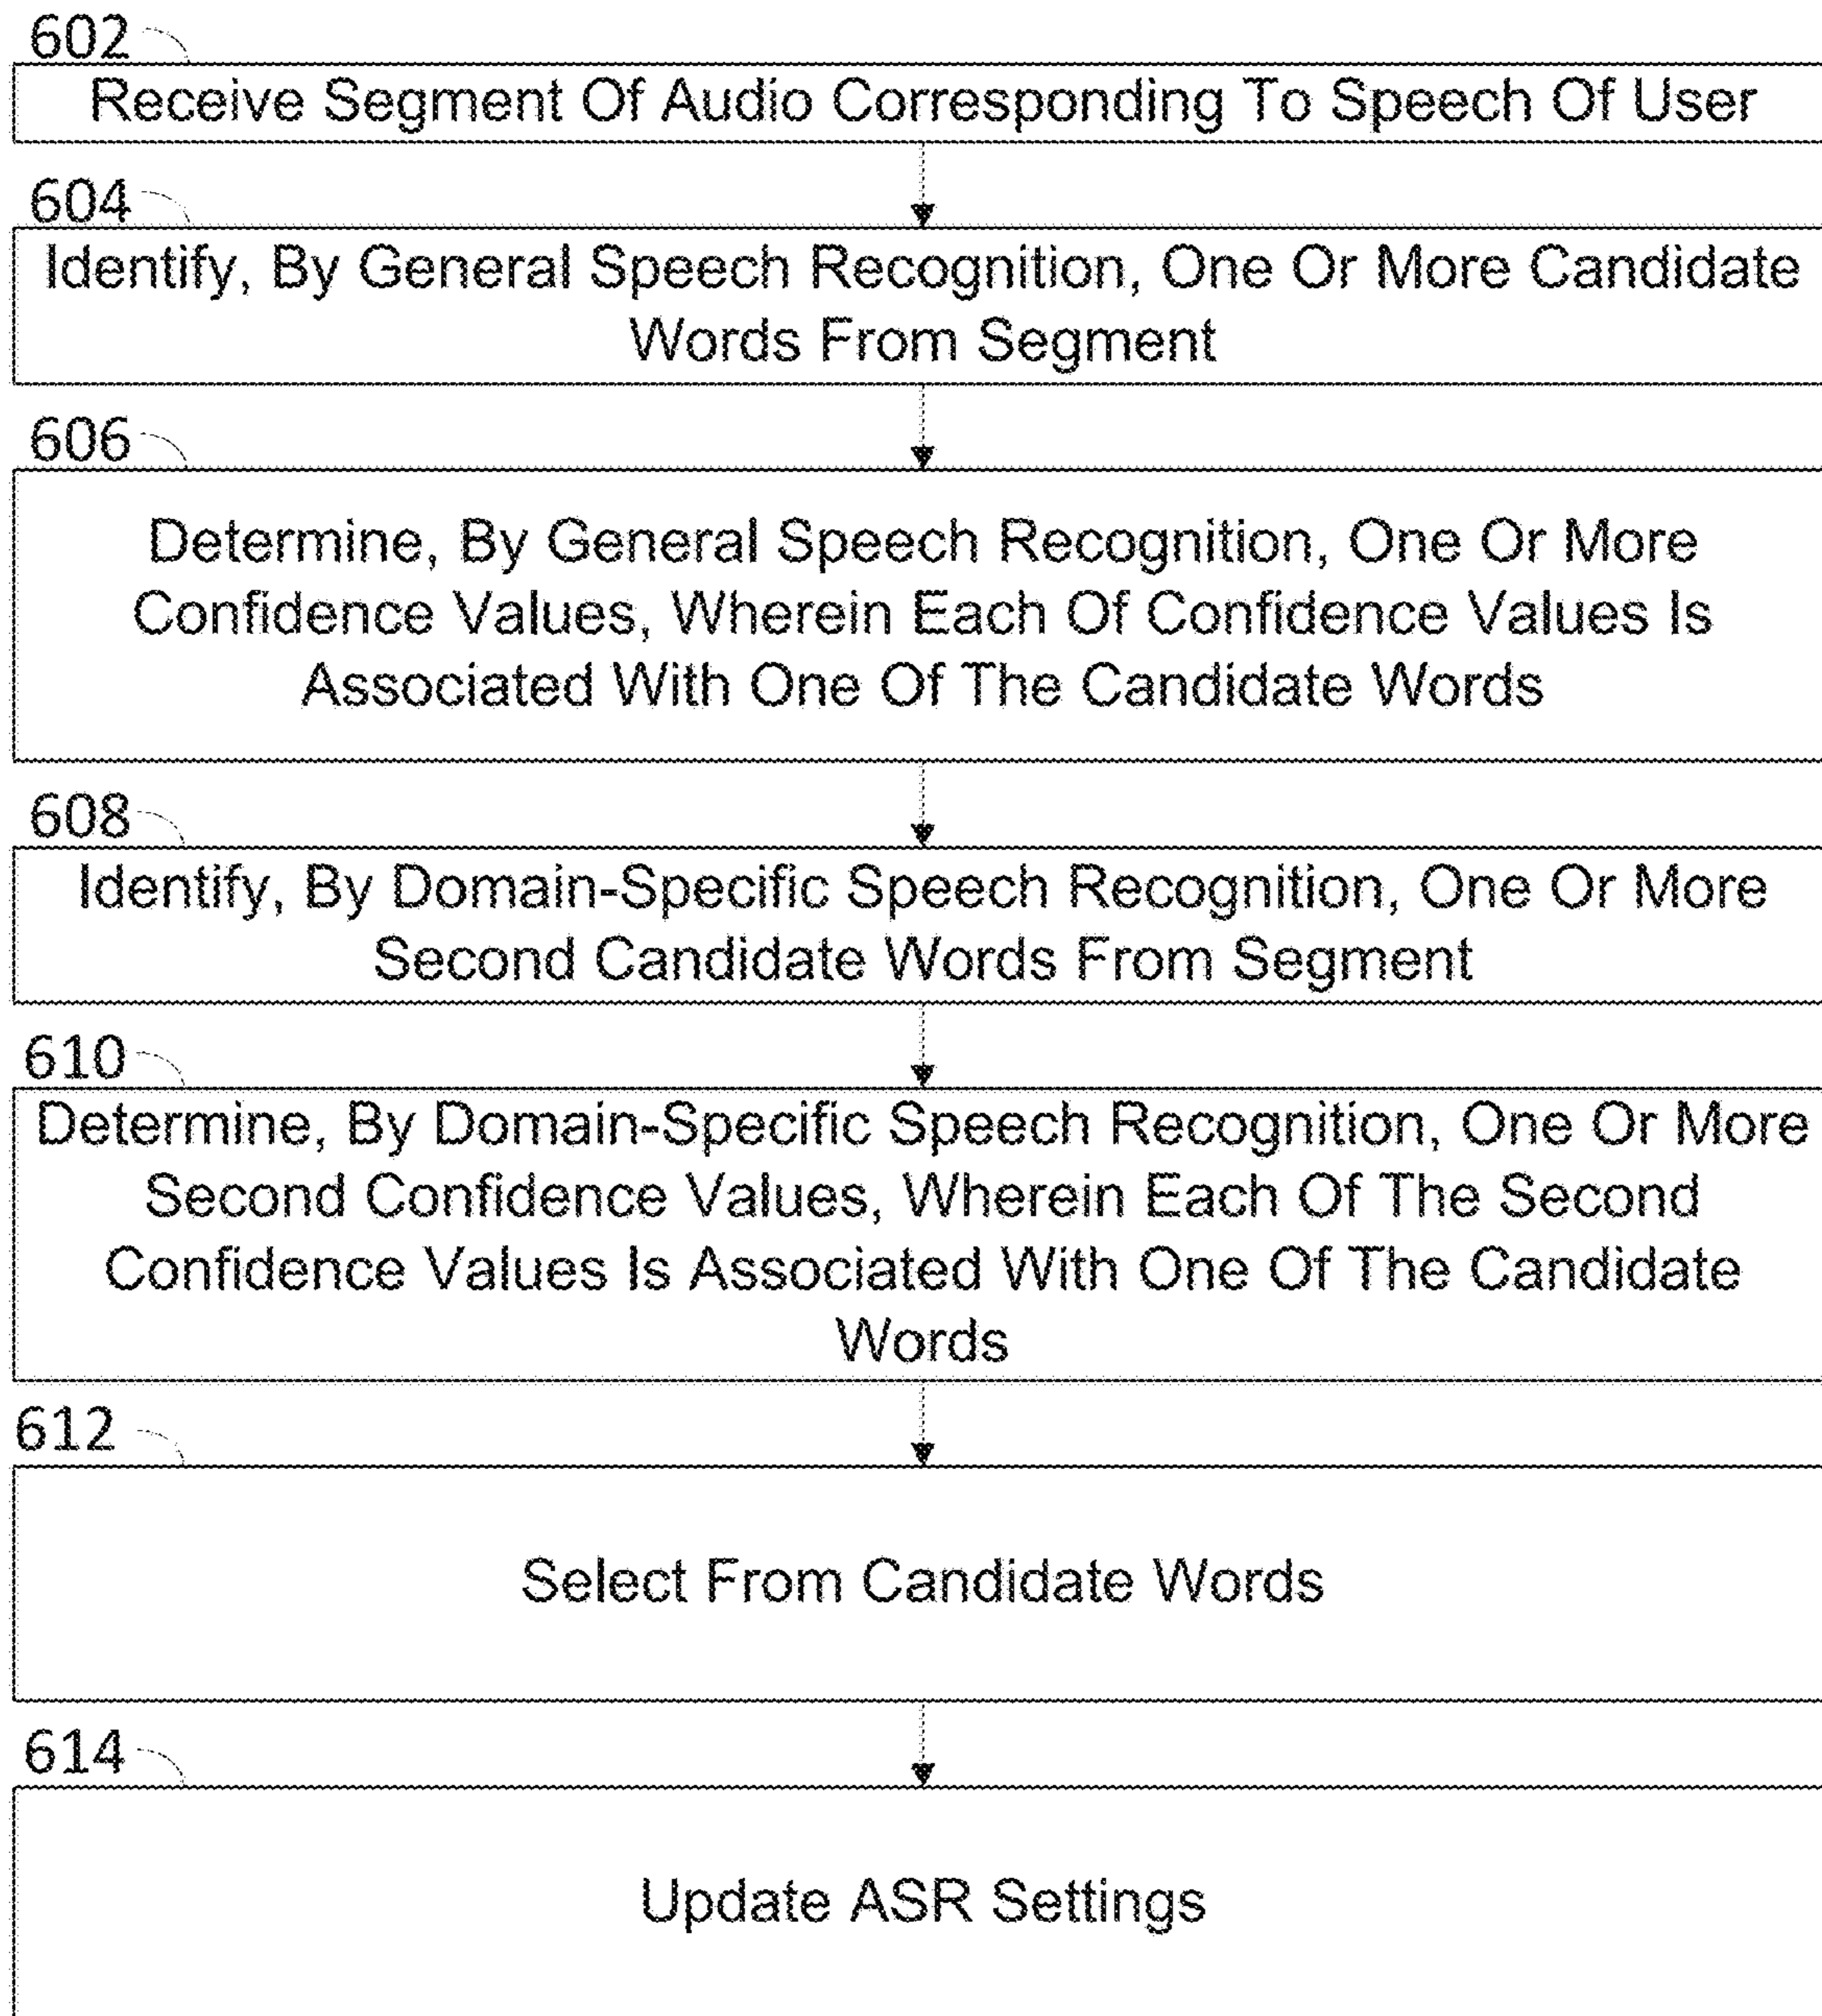 602
Receive Segment Of Audio Corresponding To Speech Of User
604
Identify, By General Speech Recognition, One Or More Candidate
Words From Segment
606
Determine, By General Speech Recognition, One Or More
Confidence Values, Wherein Each Of Confidence Values Is
Associated With One Of The Candidate Words
608
Identify, By Domain-Specific Speech Recognition, One Or More
Second Candidate Words From Segment
610
Determine, By Domain-Specific Speech Recognition, One Or More
Second Confidence Values, Wherein Each Of The Second
Confidence Values Is Associated With One Of The Candidate
Words
612
Select From Candidate Words
614
Update ASR Settings